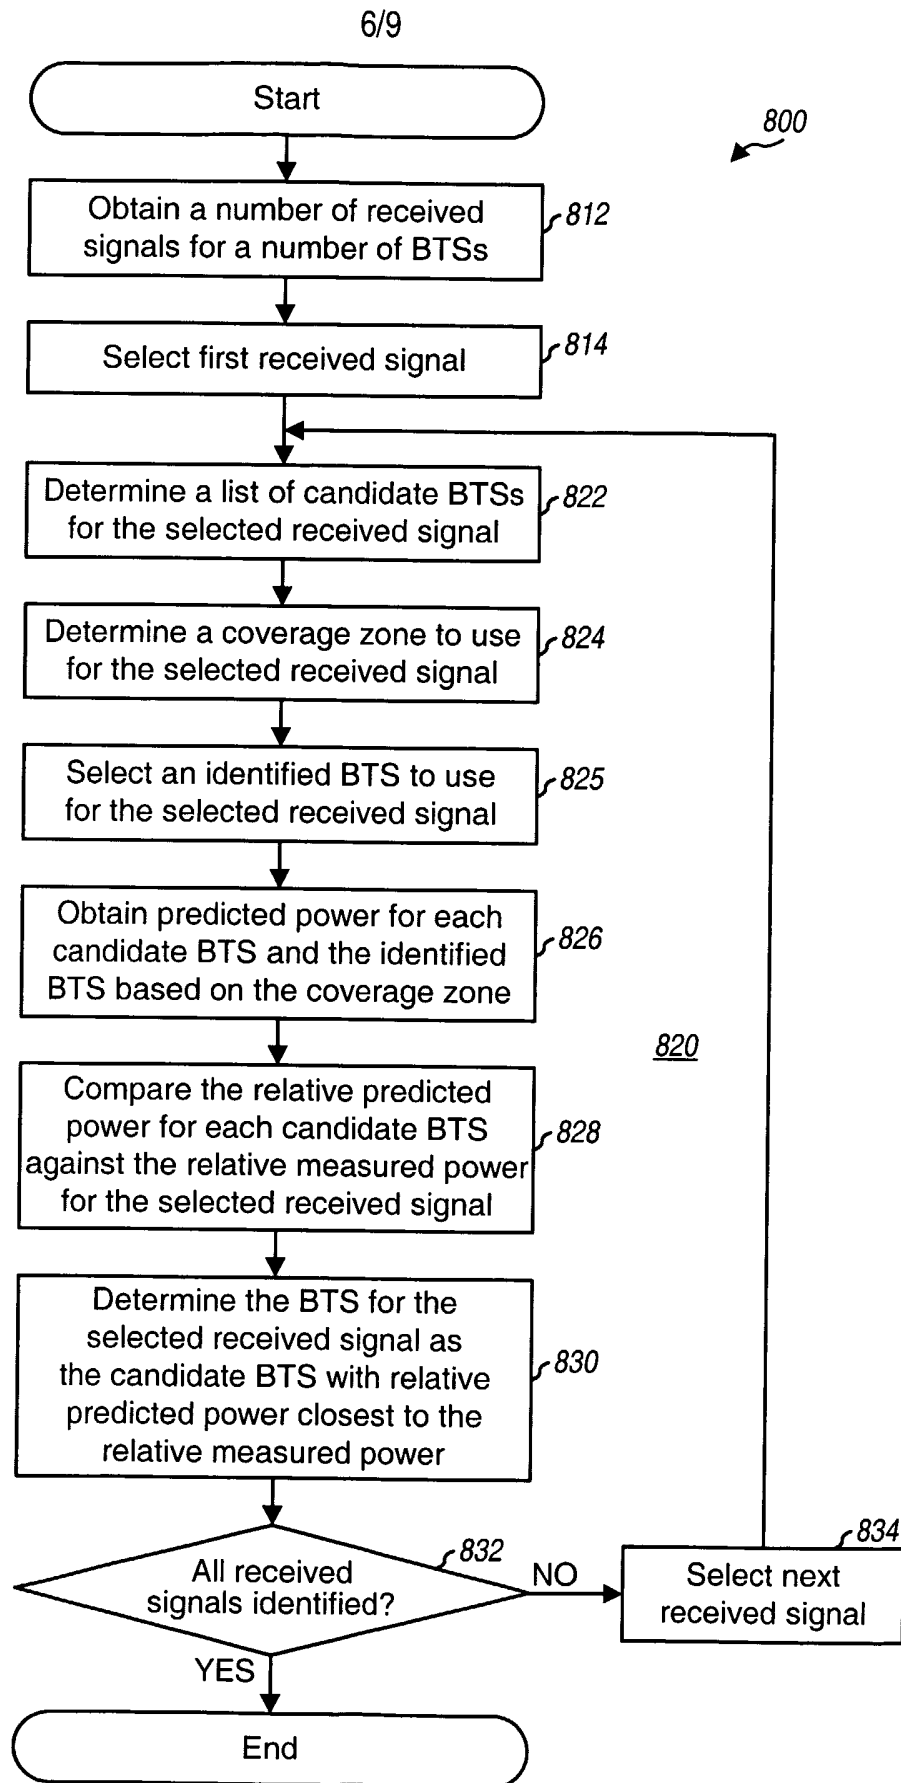 6/9
Start
800
Obtain a number of received
signals for a number of BTSs
812
Select first received signal
814
Determine a list of candidate BTSs
for the selected received signal
822
Determine a coverage zone to use
for the selected received signal
824
Select an identified BTS to use
for the selected received signal
825
Obtain predicted power for each
candidate BTS and the identified
BTS based on the coverage zone
826
820
Compare the relative predicted
power for each candidate BTS
against the relative measured power
for the selected received signal
828
Determine the BTS for the
selected received signal as
the candidate BTS with relative
predicted power closest to the
relative measured power
830
All received
signals identified?
832
NO
834
Select next
received signal
YES
End